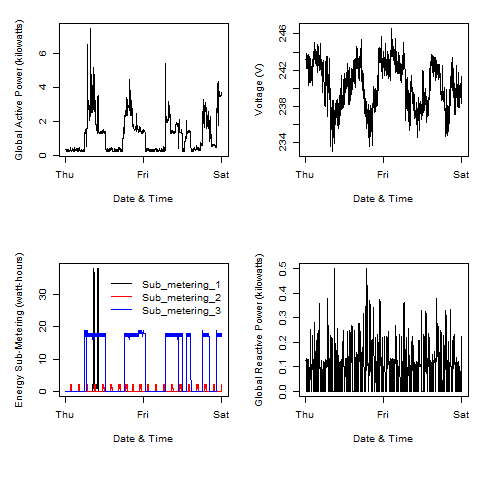 Global Active Power (kilowatts)
0 2 4 6
Thu Fri Sat
Date & Time
Voltage (V)
234 238 242 246
Thu Fri Sat
Date & Time
Energy Sub-Metering (watt-hours)
0 10 20 30
Sub_metering_1
Sub_metering_2
Sub_metering_3
Thu Fri Sat
Date & Time
Global Reactive Power (kilowatts)
0.0 0.1 0.2 0.3 0.4 0.5
Thu Fri Sat
Date & Time